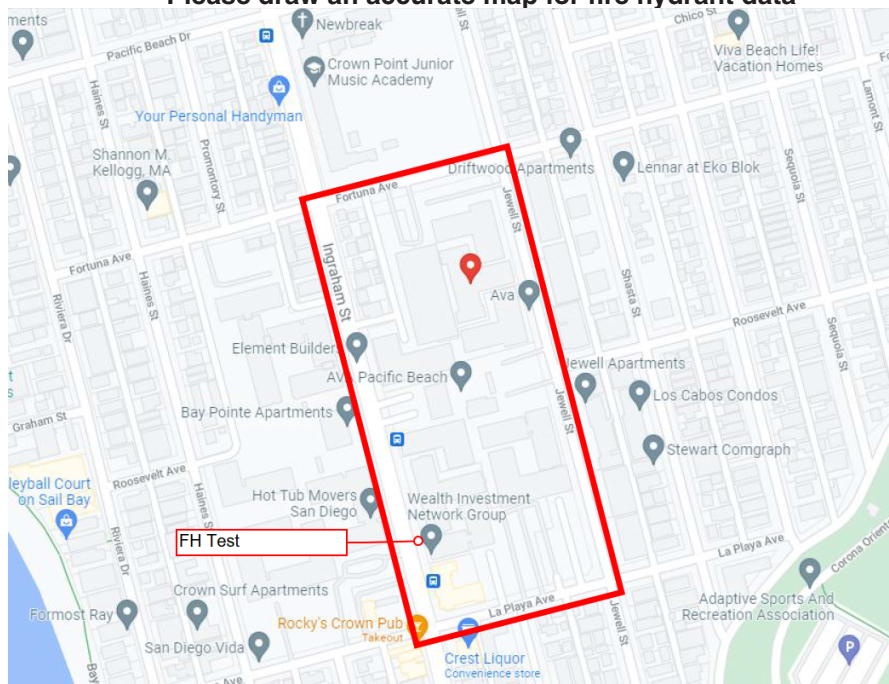 Please draw an accurate map for fire hydrant data
Chico St
Newbreak
Pacific Beach Dr
Viva Beach Life!
Vacation Homes
Crown Point Junior
Music Academy
Haines St
Lamont St
Your Personal Handyman
Shannon M.
Kellogg, MA
Promontory St
Driftwood Apartments
Lennar at Eko Blok
Sequoia St
Fortuna Ave
Jewell St
Fortuna Ave
Ingraham St
Haines St
Riviera Dr
Ava
Shasta St
Roosevelt Ave
Sequoia St
Element Builders
AVA Pacific Beach
Jewell Apartments
Los Cabos Condos
Bay Pointe Apartments
Jewell St
Graham St
Stewart Comgraph
Roosevelt Ave
leyball Court
on Sail Bay
Haines S
Hot Tub Movers
San Diego
Wealth Investment
Network Group
FH Test
Riviera Dr
La Playa Ave
Corona Orient
Crown Surf Apartments
Adaptive Sports And
Recreation Association
Formost Ray
La Playa Ave
Jewell St
Rocky's Crown Pub
Takeout
San Diego Vida
Crest Liquor
Convenience store
P
Bay
Ave